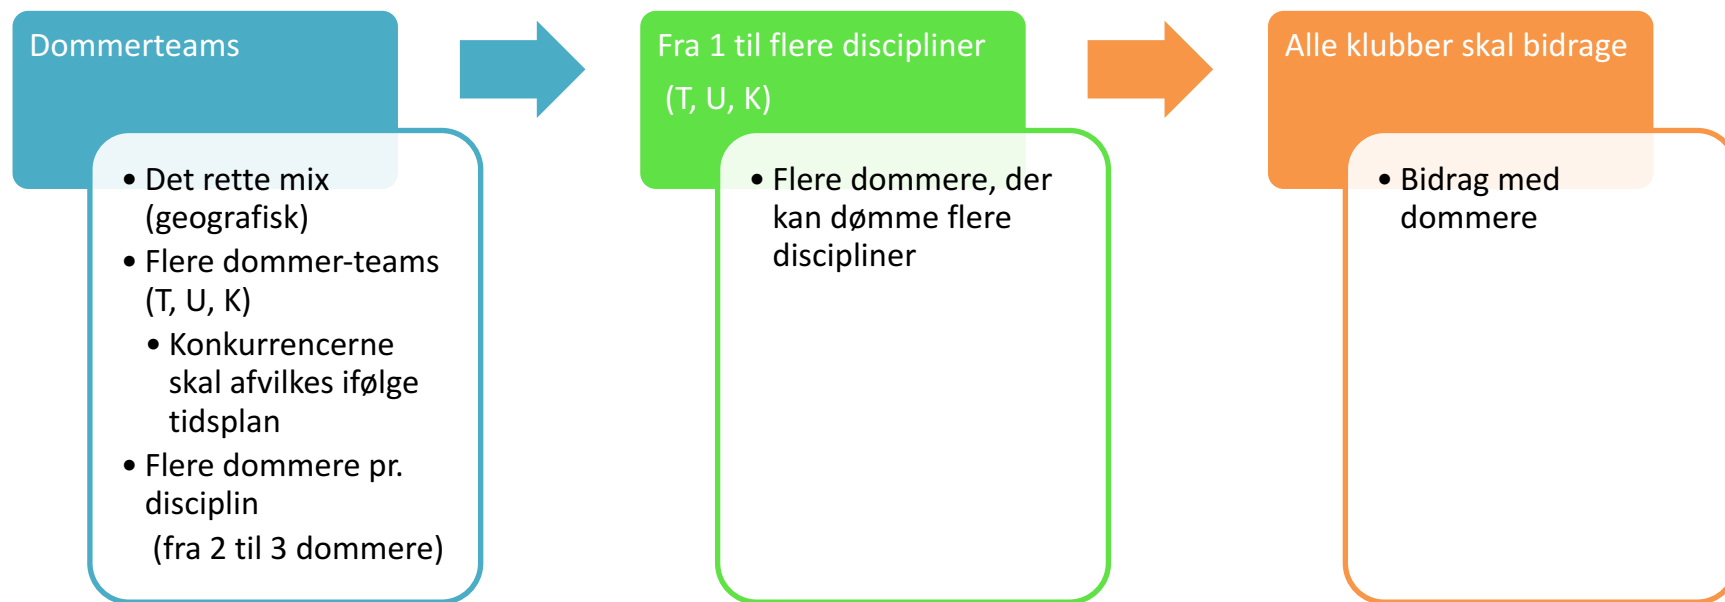 Dommerteams
• Det rette mix
(geografisk)
• Flere dommer-teams
(T, U, K)
• Konkurrencerne
skal afvilkes ifølge
tidsplan
• Flere dommere pr.
disciplin
(fra 2 til 3 dommere)
Fra 1 til flere discipliner
(T, U, K)
• Flere dommere, der
kan dømme flere
discipliner
Alle klubber skal bidrage
• Bidrag med
dommere